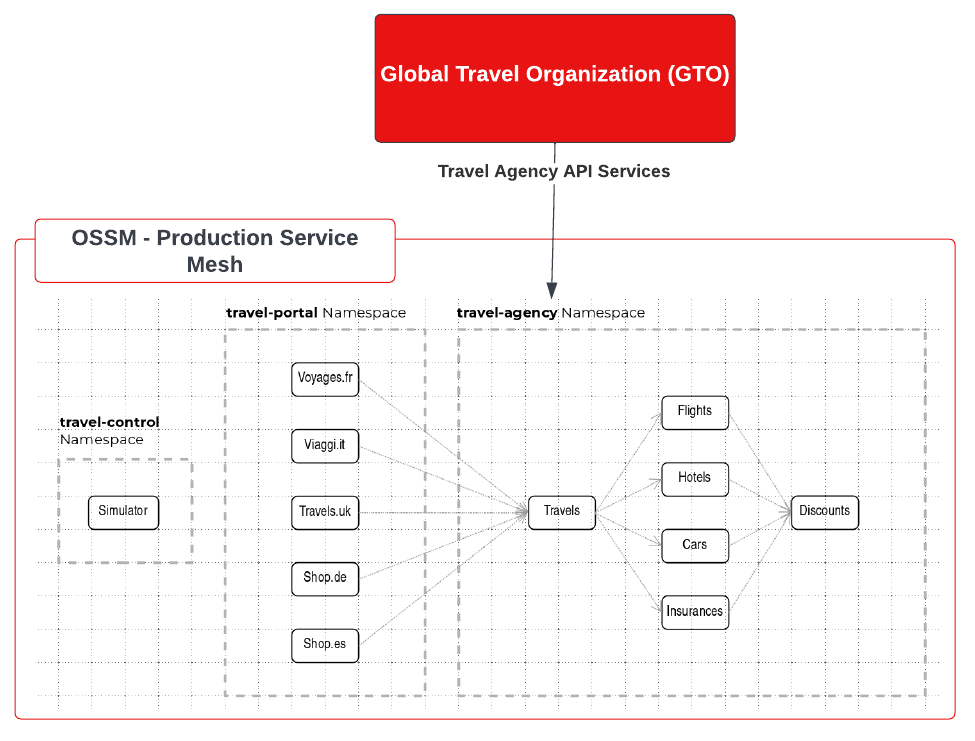 Global Travel Organization (GTO)
Travel Agency API Services
OSSM - Production Service
Mesh
travel-portal Namespace
travel-agency Namespace
travel-control
Namespace
Simulator
Voyages.fr
Viaggi.it
Travels.uk
Shop.de
Shop.es
Travels
Flights
Hotels
Cars
Insurances
Discounts